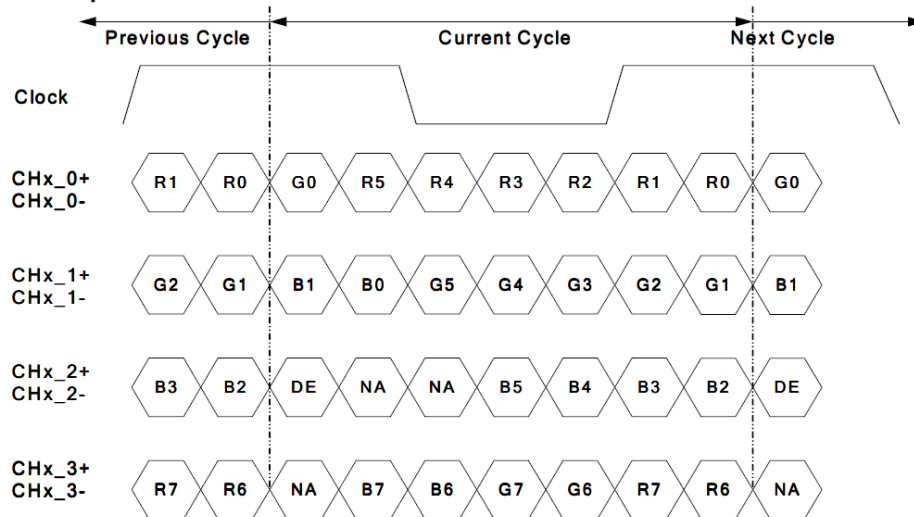 Previous Cycle Current Cycle Next Cycle
Clock
CHx_0+
CHx_0-
R1 R0 G0 R5 R4 R3 R2 R1 R0 G0
CHx_1+
CHx_1-
G2 G1 B1 B0 G5 G4 G3 G2 G1 B1
CHx_2+
CHx_2-
B3 B2 DE NA NA B5 B4 B3 B2 DE
CHx_3+
CHx_3-
R7 R6 NA B7 B6 G7 G6 R7 R6 NA